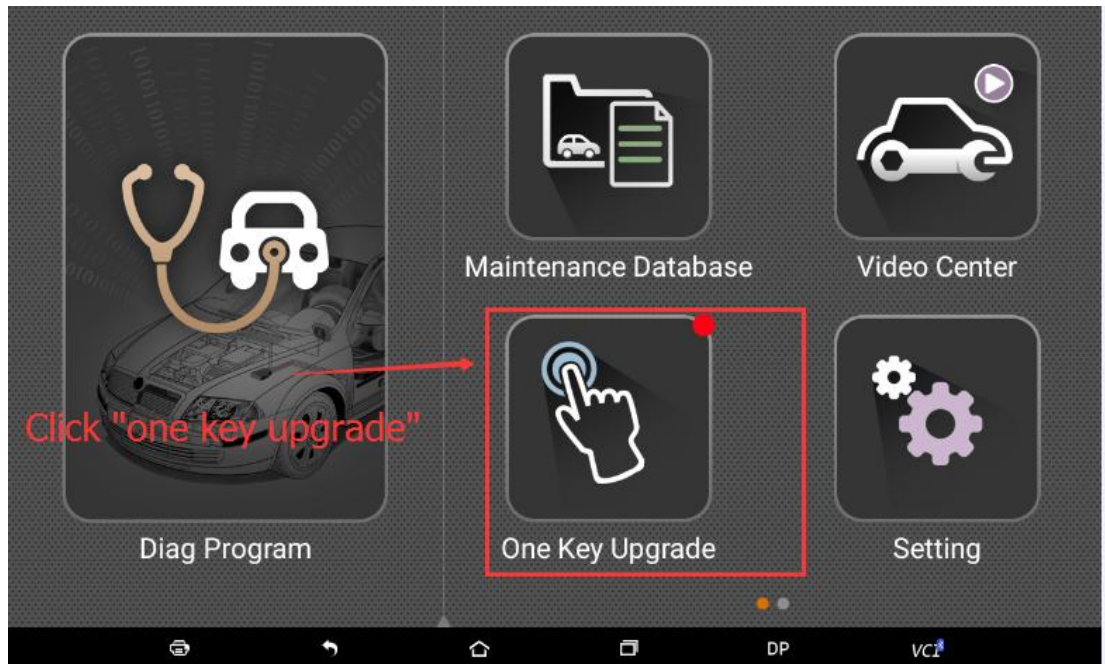 Maintenance Database
Video Center
Click "one key upgrade"
Diag Program
One Key Upgrade
Setting
DP
VCI